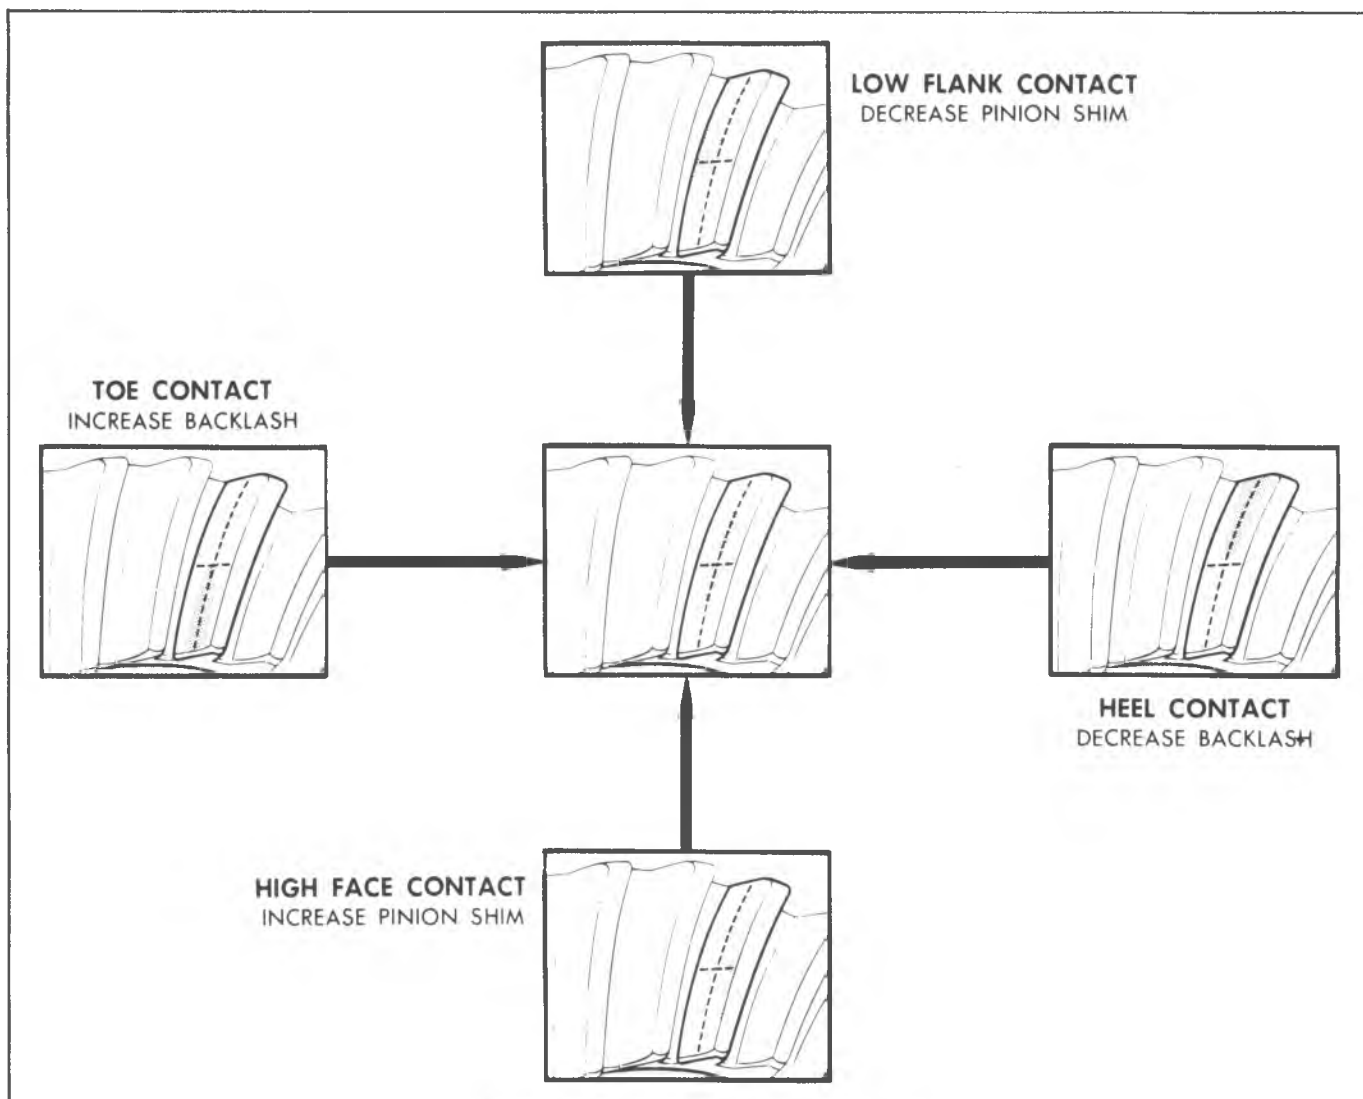 LOW FLANK CONTACT
DECREASE PINION SHIM
TOE CONTACT
INCREASE BACKLASH
HEEL CONTACT
DECREASE BACKLASH
HIGH FACE CONTACT
INCREASE PINION SHIM